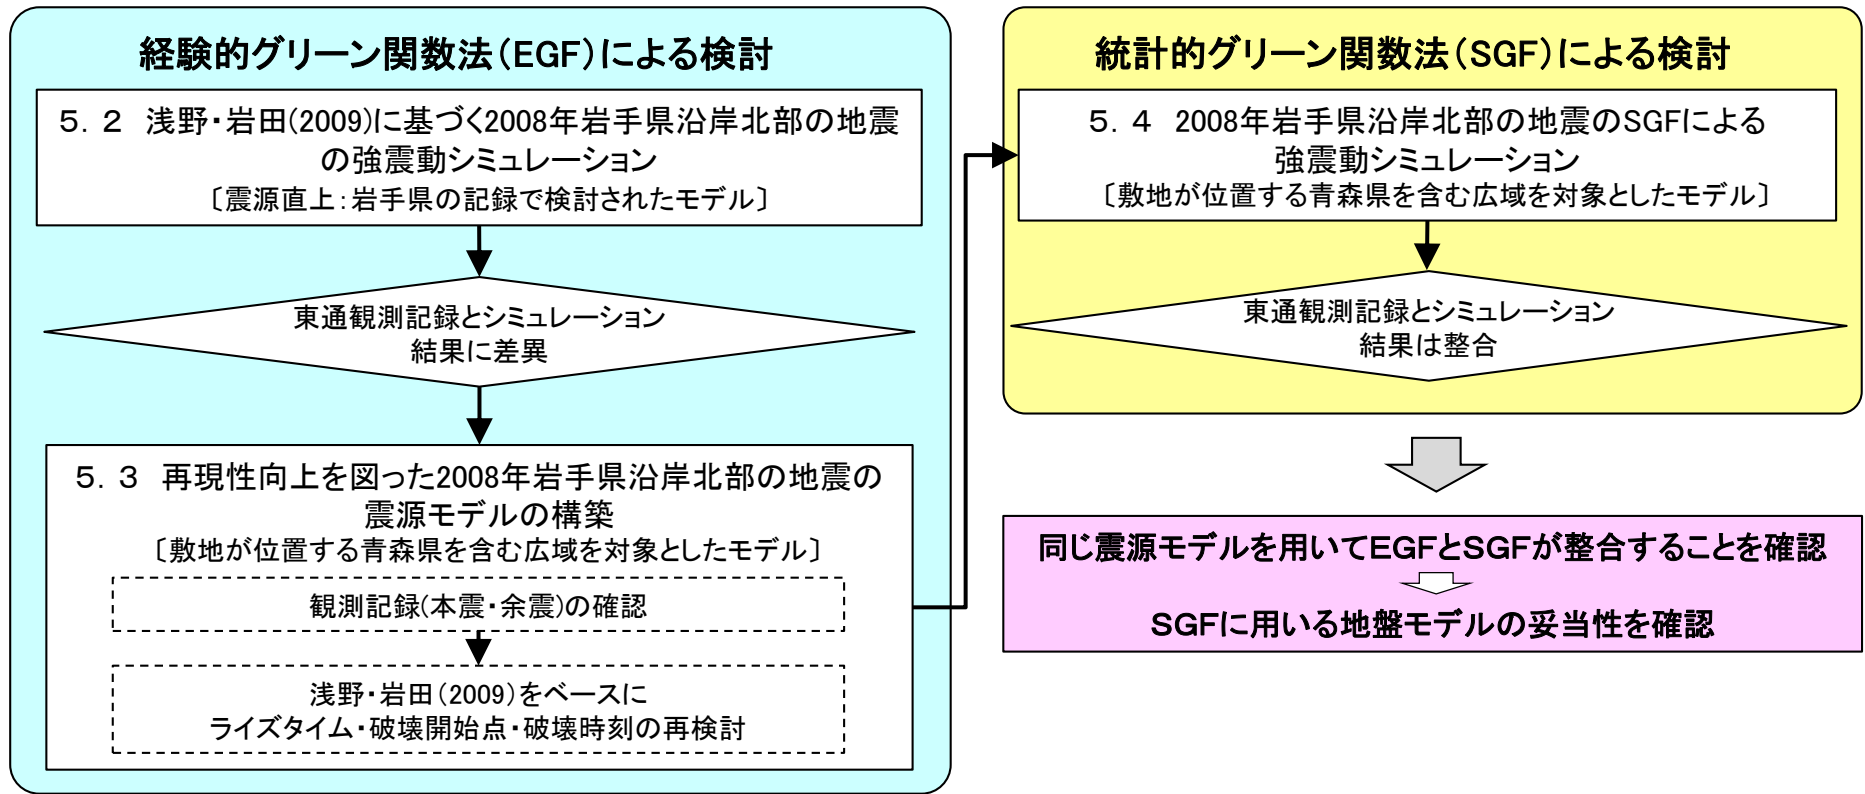 経験的グリーン関数法(EGF)による検討
5．2　浅野・岩田(2009)に基づく2008年岩手県沿岸北部の地震
の強震動シミュレーション
〔震源直上：岩手県の記録で検討されたモデル〕
東通観測記録とシミュレーション
結果に差異
5．3　再現性向上を図った2008年岩手県沿岸北部の地震の
震源モデルの構築
〔敷地が位置する青森県を含む広域を対象としたモデル〕
観測記録(本震・余震)の確認
浅野・岩田(2009)をベースに
ライズタイム・破壊開始点・破壊時刻の再検討
統計的グリーン関数法(SGF)による検討
5．4　2008年岩手県沿岸北部の地震のSGFによる
強震動シミュレーション
〔敷地が位置する青森県を含む広域を対象としたモデル〕
東通観測記録とシミュレーション
結果は整合
同じ震源モデルを用いてEGFとSGFが整合することを確認
SGFに用いる地盤モデルの妥当性を確認